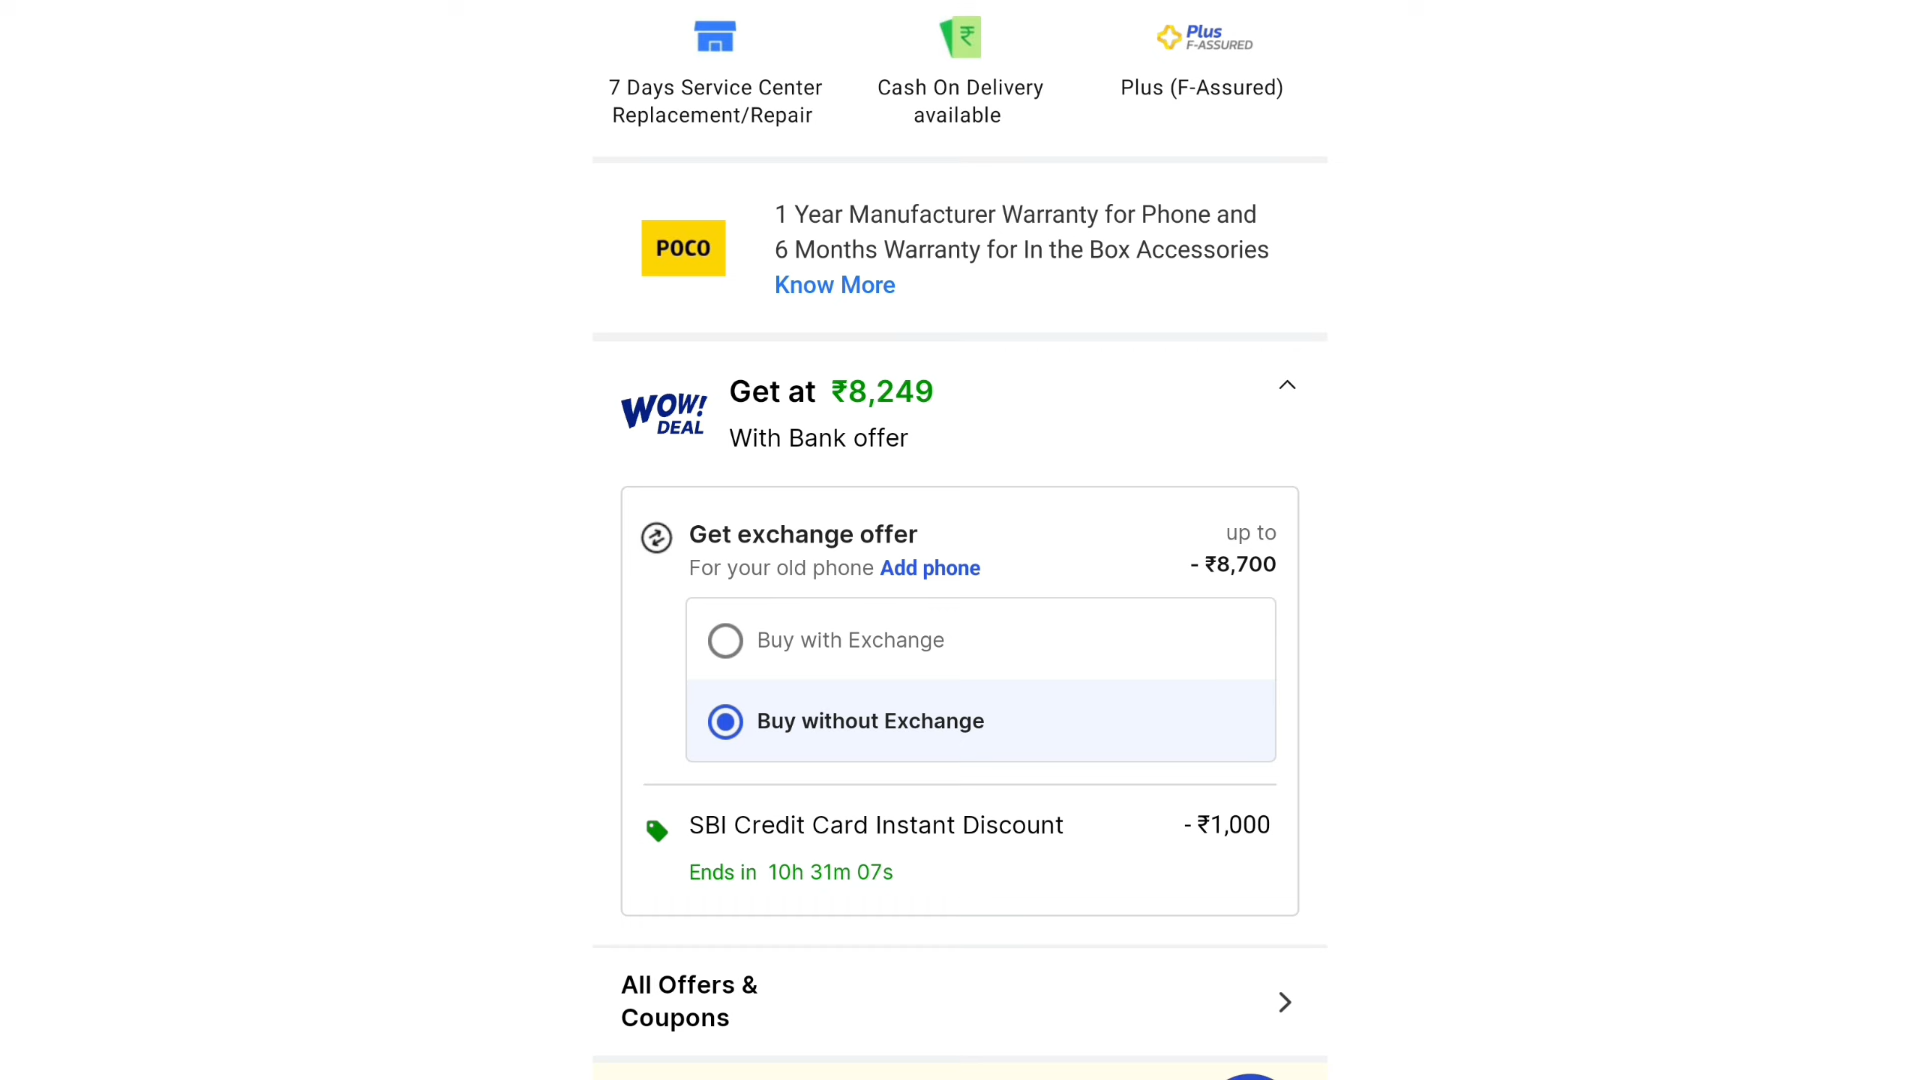 ₹
Plus
F-ASSURED
7 Days Service Center
Replacement/Repair
Cash On Delivery
available
Plus (F-Assured)
POCO
1 Year Manufacturer Warranty for Phone and
6 Months Warranty for In the Box Accessories
Know More
WOW!
DEAL
Get at ₹8,249
With Bank offer
Get exchange offer
up to
For your old phone Add phone
- ₹8,700
Buy with Exchange
Buy without Exchange
SBI Credit Card Instant Discount
- ₹1,000
Ends in 10h 31m 07s
All Offers &
Coupons